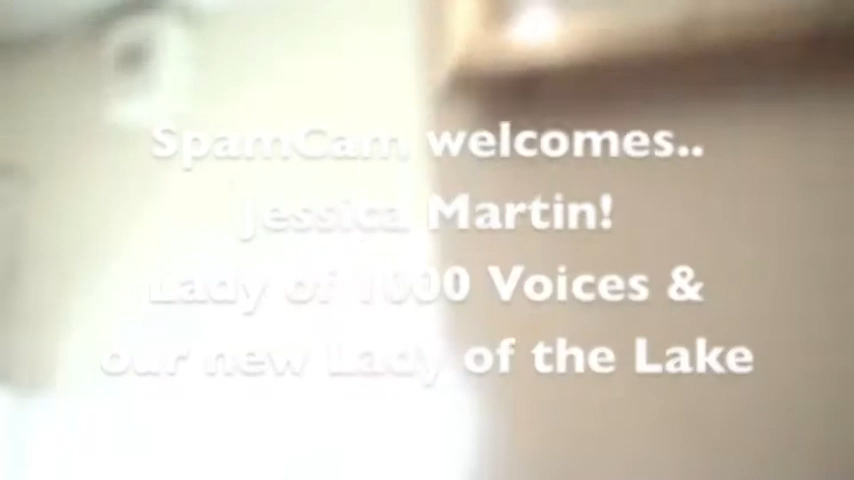 SpamCam welcomes..
Jessica Martin!
Lady of 1000 Voices &
our new Lady of the Lake